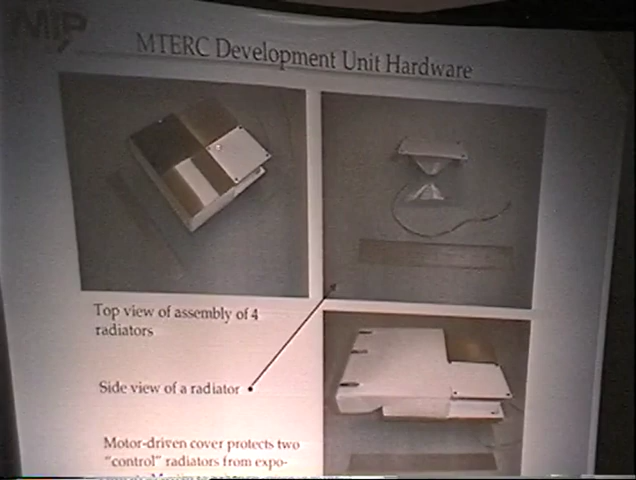 MIP
MTERC Development Unit Hardware
Top view of assembly of 4
radiators
Side view of a radiator
Motor-driven cover protects two
"control" radiators from expo-